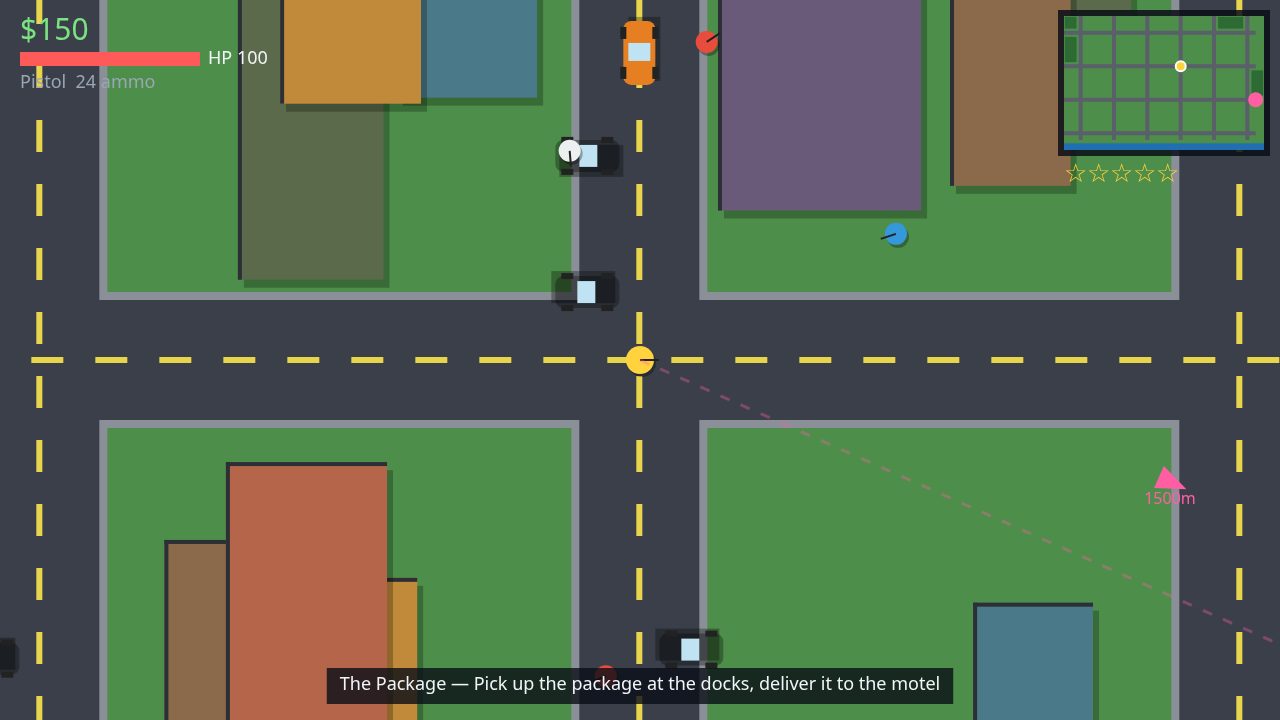 $150
HP 100
Pistol 24 ammo
☆☆☆☆☆
1500m
The Package — Pick up the package at the docks, deliver it to the motel